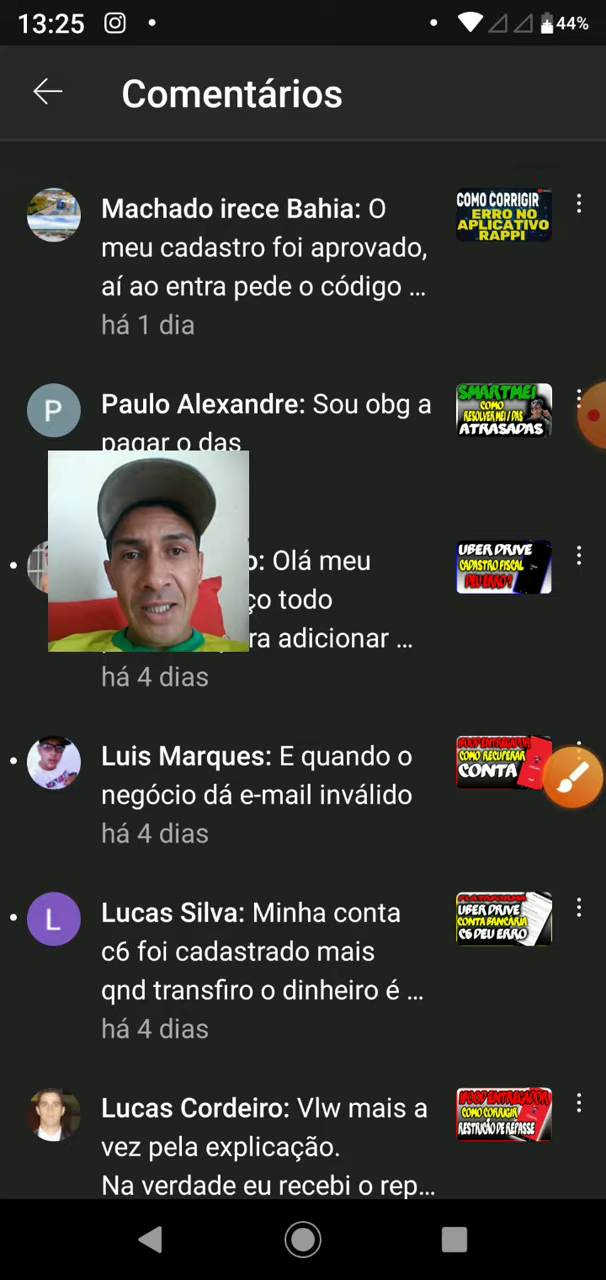 13:25
44%
Comentários
Machado irece Bahia: O
meu cadastro foi aprovado,
aí ao entra pede o código ...
há 1 dia
COMO CORRIGIR
ERRO NO
APLICATIVO
RAPPI
P
Paulo Alexandre: Sou obg a
pagar o das
SMARTMEI
COMO
RESOLVER MEI / DAS
ATRASADAS
Olá meu
todo
adicionar ...
há 4 dias
UBER DRIVE
CADASTRO FISCAL
DEU ERRO ?
Luis Marques: E quando o
negócio dá e-mail inválido
há 4 dias
IFOOD ENTREGADOR
COMO RECUPERAR
CONTA
L
Lucas Silva: Minha conta
c6 foi cadastrado mais
qnd transfiro o dinheiro é ...
há 4 dias
PLATAFORMA
UBER DRIVE
CONTA BANCARIA
C6 DEU ERRO
Lucas Cordeiro: Vlw mais a
vez pela explicação.
Na verdade eu recebi o rep...
IFOOD ENTREGADOR
COMO CORRIGIR
RESTRIÇÃO DE REPASSE